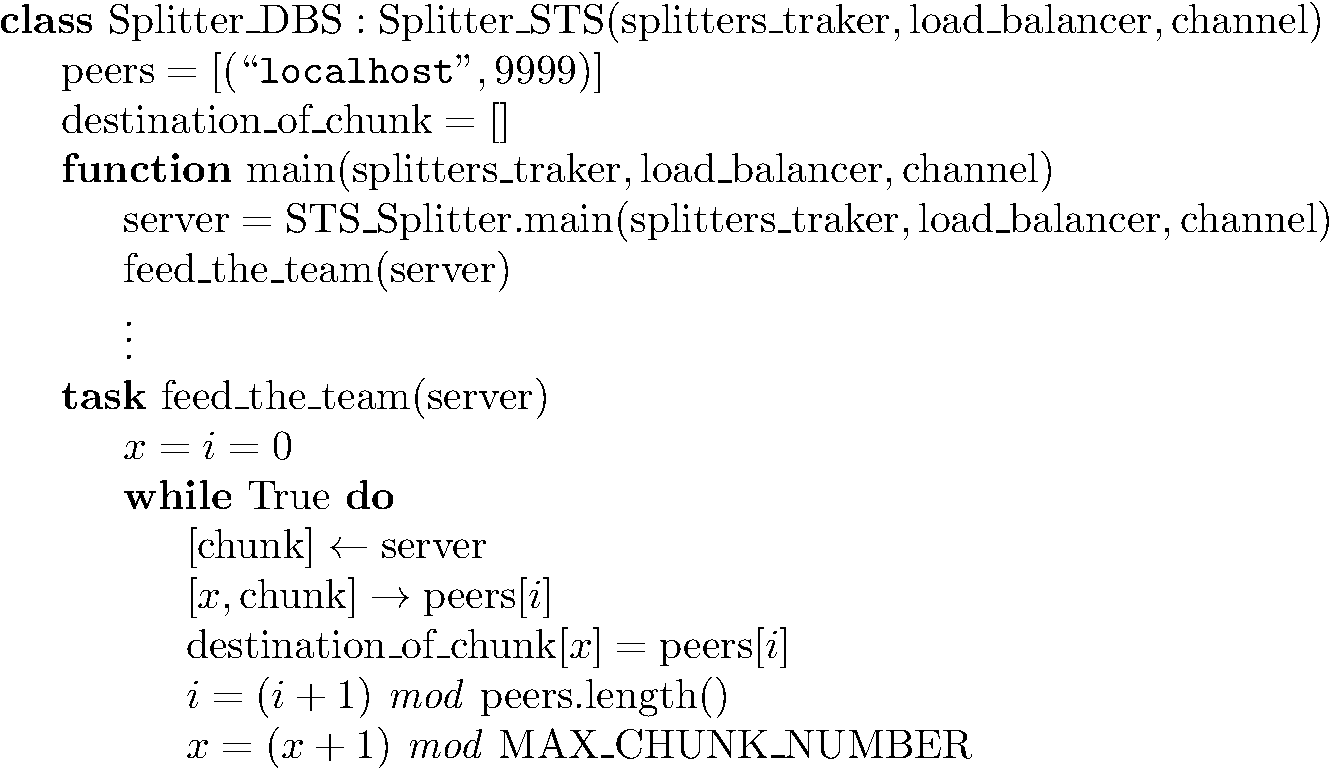 class Splitter_DBS : Splitter_STS(splitters_traker, load_balancer, channel)
peers = [(“localhost”, 9999)]
destination_of_chunk = []
function main(splitters_traker, load_balancer, channel)
server = STS_Splitter.main(splitters_traker, load_balancer, channel)
feed_the_team(server)
⋮
task feed_the_team(server)
x = i = 0
while True do
[chunk] ← server
[x, chunk] → peers[i]
destination_of_chunk[x] = peers[i]
i = (i + 1) mod peers.length()
x = (x + 1) mod MAX_CHUNK_NUMBER